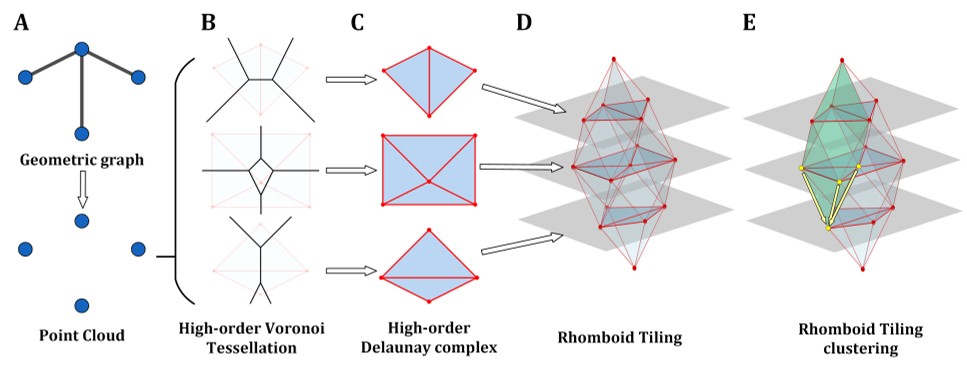 A
B
C
D
E
Geometric graph
Point Cloud
High-order Voronoi
Tessellation
High-order
Delaunay complex
Rhomboid Tiling
Rhomboid Tiling
clustering